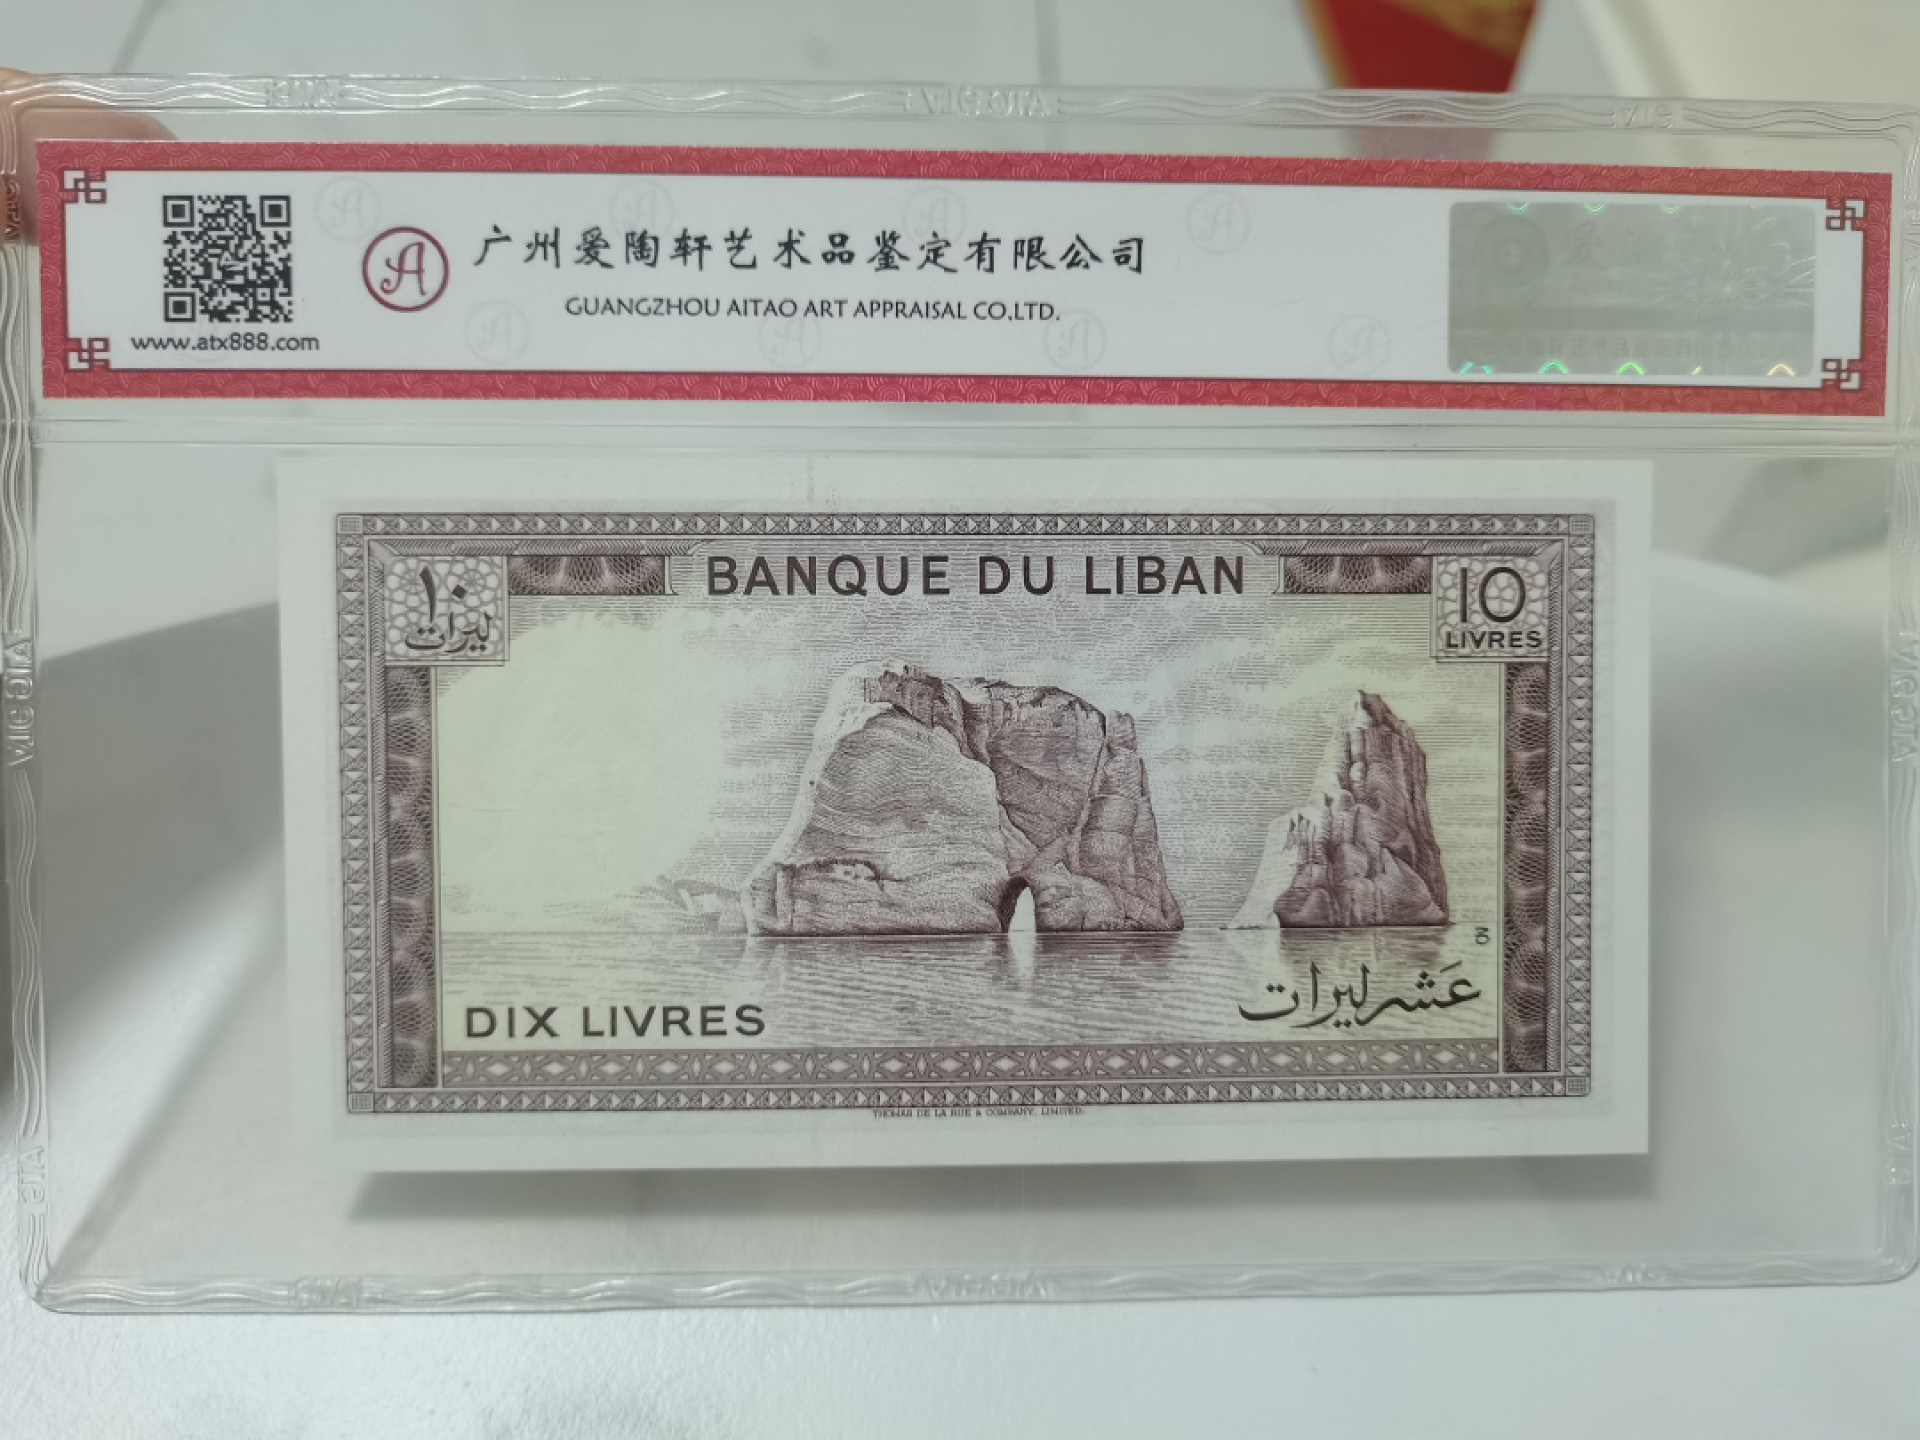 广州爱陶轩艺术品鉴定有限公司
GUANGZHOU AITAO ART APPRAISAL CO,LTD.
www.atx888.com
BANQUE DU LIBAN
١٠
ليرات
10
LIVRES
DIX LIVRES
عشر ليرات
THOMAS DE LA RUE & COMPANY, LIMITED.